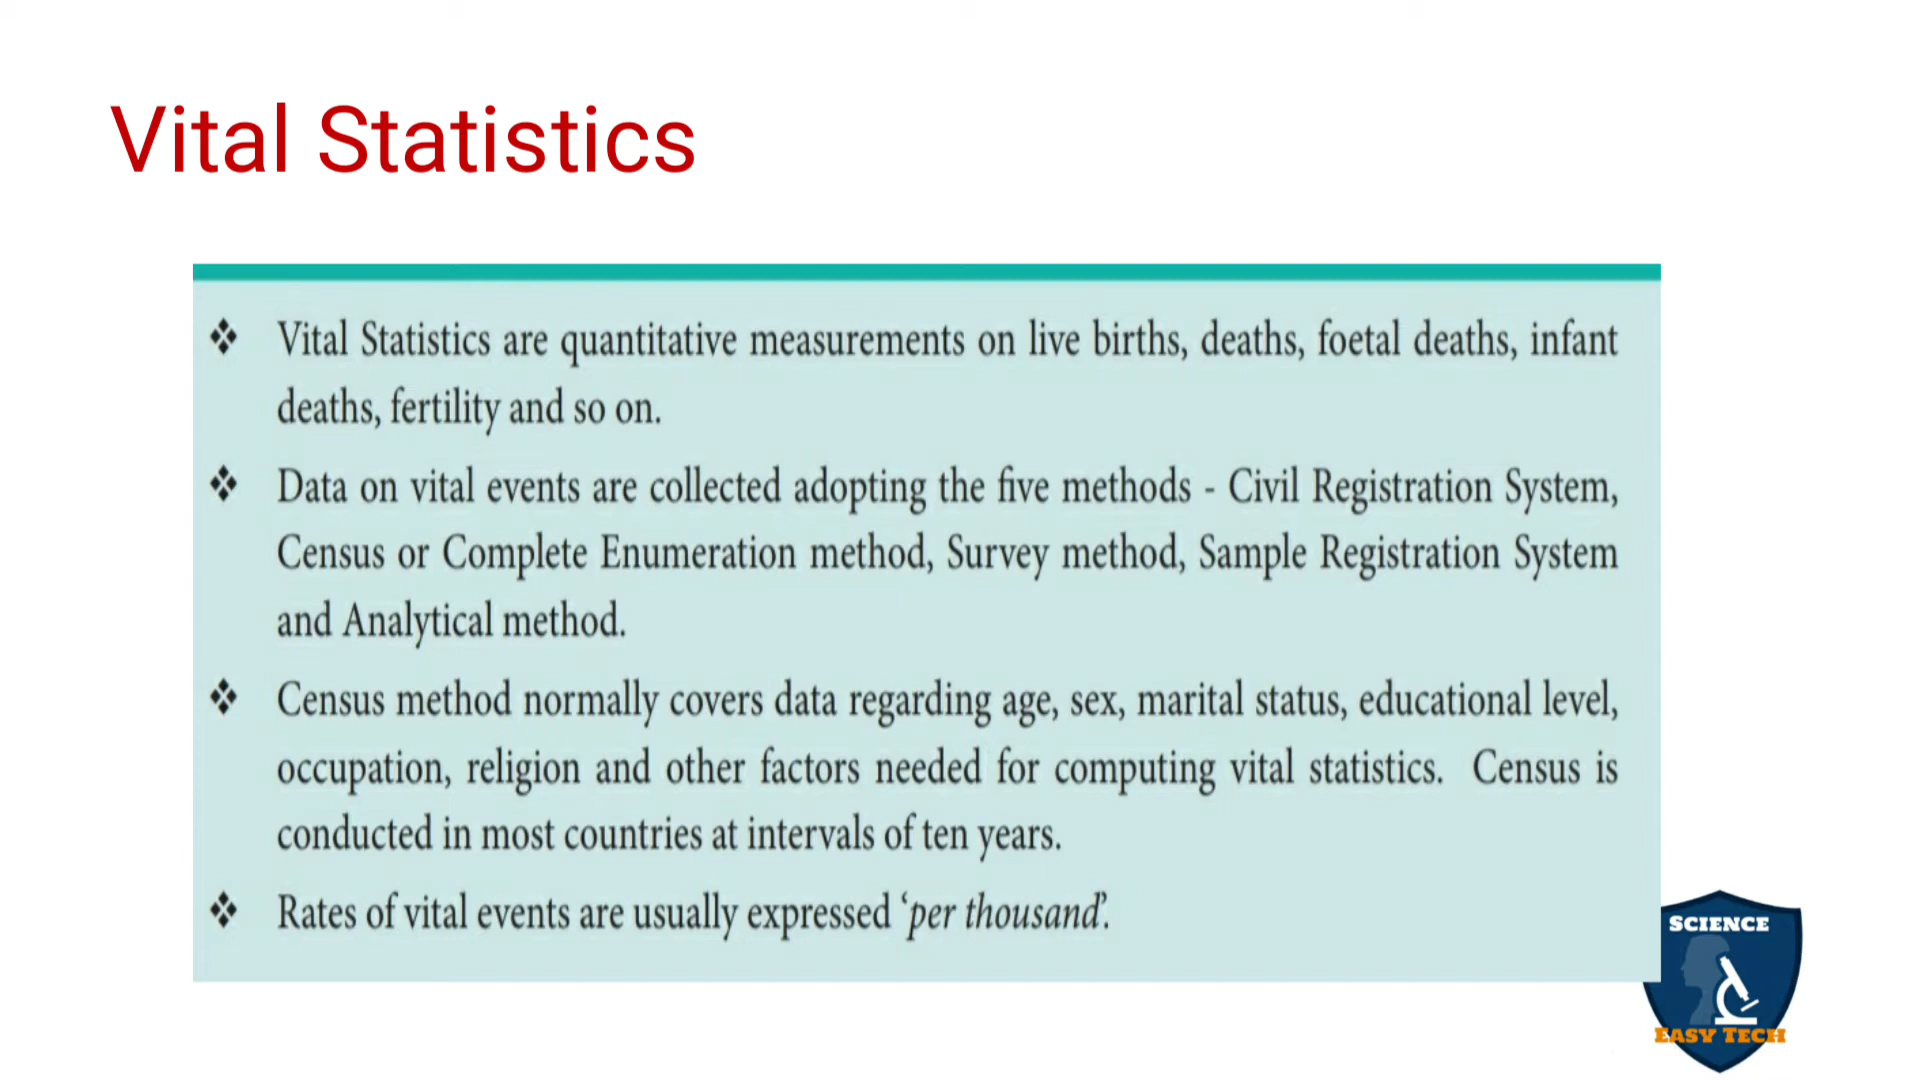 Vital Statistics
❖ Vital Statistics are quantitative measurements on live births, deaths, foetal deaths, infant
deaths, fertility and so on.
❖ Data on vital events are collected adopting the five methods - Civil Registration System,
Census or Complete Enumeration method, Survey method, Sample Registration System
and Analytical method.
❖ Census method normally covers data regarding age, sex, marital status, educational level,
occupation, religion and other factors needed for computing vital statistics. Census is
conducted in most countries at intervals of ten years.
❖ Rates of vital events are usually expressed ‘per thousand’.
SCIENCE
EASY TECH